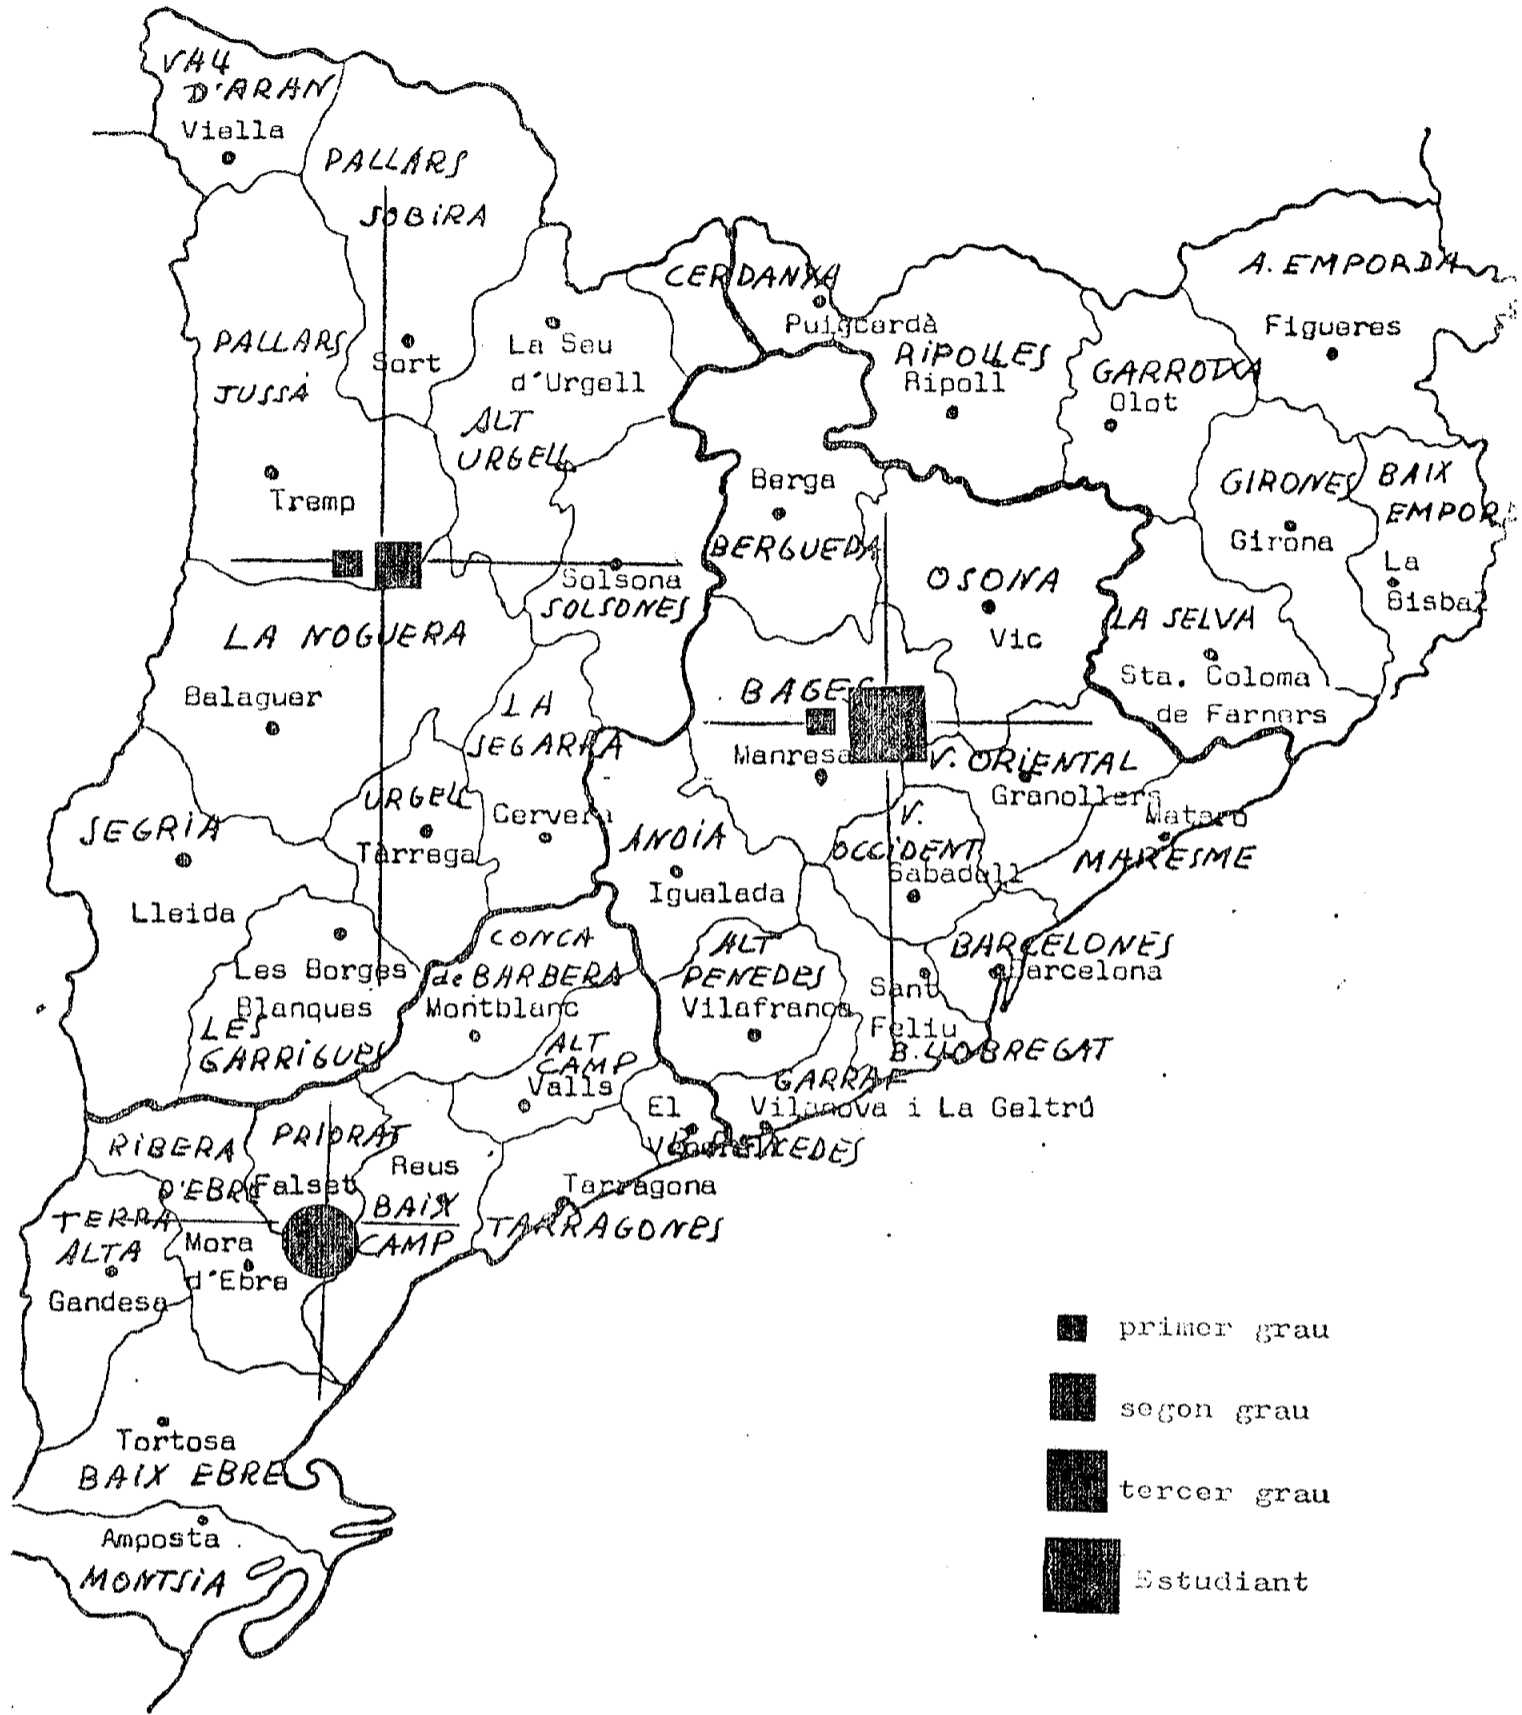 VALL
D'ARAN
Viella
PALLARS
SOBIRA
CERDANXA
Puigcerdà
A. EMPORDA
Figueres
PALLARS
JUSSÁ
Sort
La Seu
d'Urgell
ALT
URGELL
RIPOLLES
Ripoll
GARROTXA
Olot
Tremp
Berga
BERGUEDA
GIRONES
Girona
BAIX
EMPOR
La
Bisbal
Solsona
SOLSONES
OSONA
Vic
LA SELVA
Sta. Coloma
de Farners
LA NOGUERA
Balaguer
LA
SEGARRA
Cervera
BAGES
Manresa
V. ORIENTAL
Granollers
Mataro
MARESME
SEGRIA
Lleida
URGELL
Tàrrega
ANOIA
Igualada
V.
OCCIDENT
Sabadell
Les Borges
Blanques
LES
GARRIGUES
CONCA
de BARBERA
Montblanc
ALT
PENEDES
Vilafranca
BARCELONES
Barcelona
Sant
Feliu
B. LLOBREGAT
ALT
CAMP
Valls
GARRAF
Vilanova i La Geltrú
El
RIBERA
D'EBRE
PRIORAT
Falset
Reus
BAIX
CAMP
Tarragona
TARRAGONES
TERRA
ALTA
Gandesa
Mora
d'Ebre
Tortosa
BAIX EBRE
Amposta
MONTSIA
primer grau
segon grau
tercer grau
Estudiant